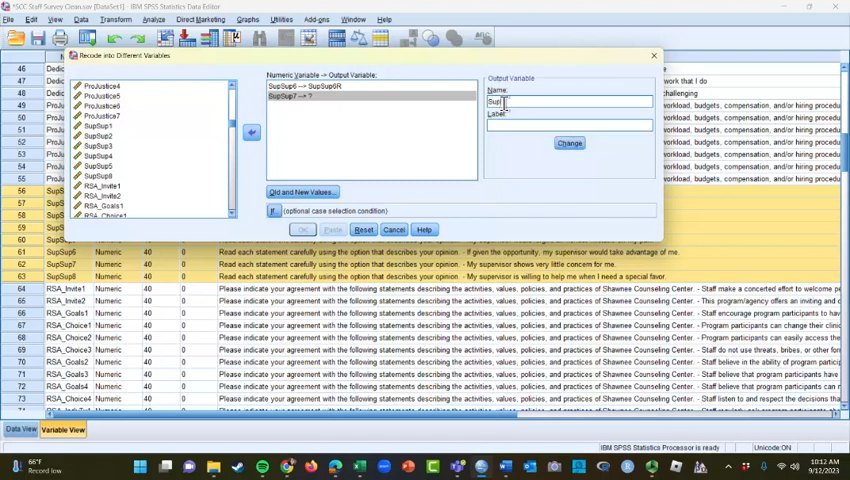 *SCC Staff Survey Clean.sav [DataSet1] - IBM SPSS Statistics Data Editor
File Edit View Data Transform Analyze Direct Marketing Graphs Utilities Add-ons Window Help
Recode into Different Variables
Numeric Variable -> Output Variable:
SupSup6 --> SupSup6R
SupSup7 --> ?
ProJustice4
ProJustice5
ProJustice6
ProJustice7
SupSup1
SupSup2
SupSup3
SupSup4
SupSup5
SupSup8
RSA_Invite1
RSA_Invite2
RSA_Goals1
RSA_Choice1
Output Variable
Name:
Sup
Label:
Change
Old and New Values...
If... (optional case selection condition)
OK Paste Reset Cancel Help
46 Dedic
47 Dedic work that I do
48 Dedic challenging
49 workload, budgets, compensation, and/or hiring procedu
50 workload, budgets, compensation, and/or hiring procedu
51 workload, budgets, compensation, and/or hiring procedu
52 workload, budgets, compensation, and/or hiring procedu
53 workload, budgets, compensation, and/or hiring procedu
54 workload, budgets, compensation, and/or hiring procedu
55 workload, budgets, compensation, and/or hiring procedu
56
57
58
59
60
61 SupSup6 Numeric 40 0 Read each statement carefully using the option that describes your opinion. - If given the opportunity, my supervisor would take advantage of me.
62 SupSup7 Numeric 40 0 Read each statement carefully using the option that describes your opinion. - My supervisor shows very little concern for me.
63 SupSup8 Numeric 40 0 Read each statement carefully using the option that describes your opinion. - My supervisor is willing to help me when I need a special favor.
64 RSA_Invite1 Numeric 40 0 Please indicate your agreement with the following statements describing the activities, values, policies, and practices of Shawnee Counseling Center. - Staff make a concerted effort to welcome pe
65 RSA_Invite2 Numeric 40 0 Please indicate your agreement with the following statements describing the activities, values, policies, and practices of Shawnee Counseling Center. - This program/agency offers an inviting and d
66 RSA_Goals1 Numeric 40 0 Please indicate your agreement with the following statements describing the activities, values, policies, and practices of Shawnee Counseling Center. - Staff encourage program participants to h
67 RSA_Choice1 Numeric 40 0 Please indicate your agreement with the following statements describing the activities, values, policies, and practices of Shawnee Counseling Center. - Program participants can change their clinic
68 RSA_Choice2 Numeric 40 0 Please indicate your agreement with the following statements describing the activities, values, policies, and practices of Shawnee Counseling Center. - Program participants can easily access the
69 RSA_Choice3 Numeric 40 0 Please indicate your agreement with the following statements describing the activities, values, policies, and practices of Shawnee Counseling Center. - Staff do not use threats, bribes, or other form
70 RSA_Goals2 Numeric 40 0 Please indicate your agreement with the following statements describing the activities, values, policies, and practices of Shawnee Counseling Center. - Staff believe in the ability of program particip
71 RSA_Goals3 Numeric 40 0 Please indicate your agreement with the following statements describing the activities, values, policies, and practices of Shawnee Counseling Center. - Staff believe that program participants have t
72 RSA_Goals4 Numeric 40 0 Please indicate your agreement with the following statements describing the activities, values, policies, and practices of Shawnee Counseling Center. - Staff believe that program participants can m
73 RSA_Choice4 Numeric 40 0 Please indicate your agreement with the following statements describing the activities, values, policies, and practices of Shawnee Counseling Center. - Staff listen to and respect the decisions tha
Data View Variable View
IBM SPSS Statistics Processor is ready Unicode:ON
66°F
Record low
10:12 AM
9/12/2023